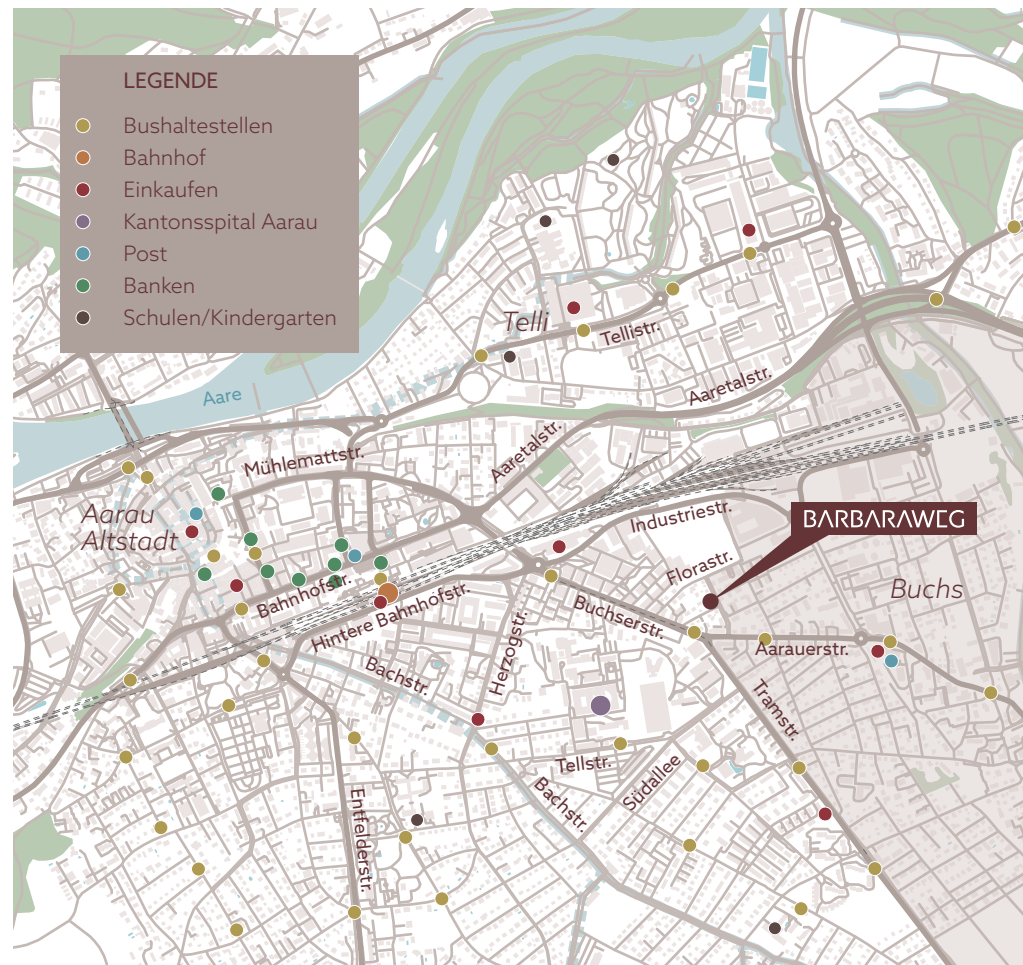 LEGENDE
Bushaltestellen
Bahnhof
Einkaufen
Kantonsspital Aarau
Post
Banken
Schulen/Kindergarten
Telli
Tellistr.
Aare
Aaretalstr.
Mühlemattstr.
Aaretalstr.
Aarau
Altstadt
Industriestr.
BARBARAWEG
Florastr.
Buchs
Bahnhofstr.
Hintere Bahnhofstr.
Buchserstr.
Herzogstr.
Aarauerstr.
Bachstr.
Tramstr.
Tellstr.
Südallee
Bachstr.
Entfelderstr.